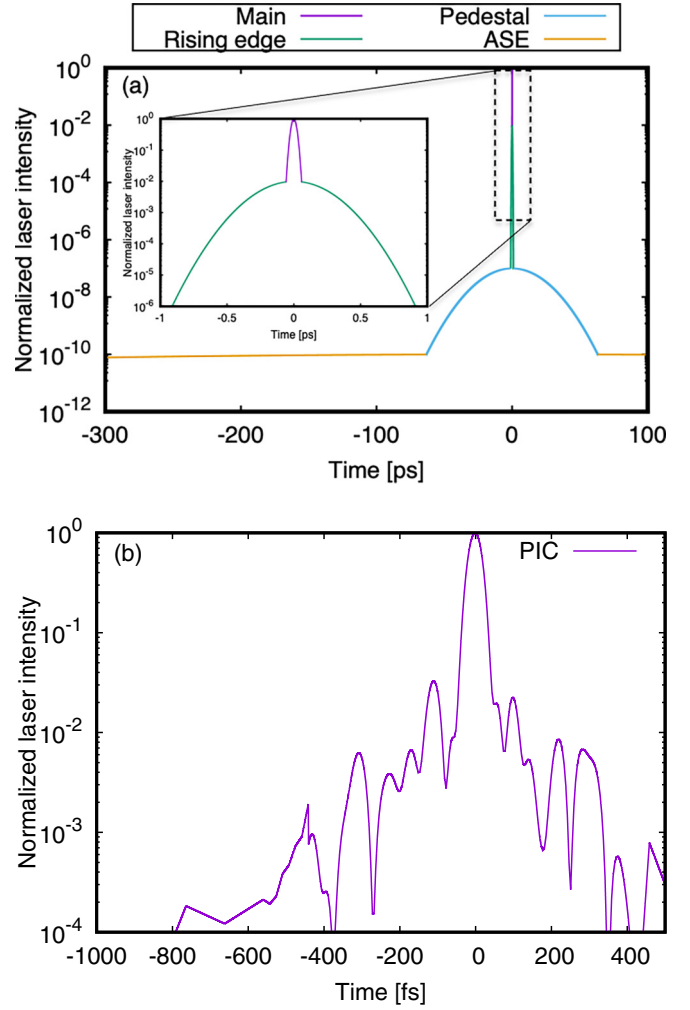 Main Pedestal
Rising edge ASE
(a)
Normalized laser intensity
10^0
10^-2
10^-4
10^-6
10^-8
10^-10
10^-12
-300 -200 -100 0 100
Time [ps]
Normalized laser intensity
10^0
10^-1
10^-2
10^-3
10^-4
10^-5
10^-6
-1 -0.5 0 0.5 1
Time [ps]
(b)
PIC
Normalized laser intensity
10^0
10^-1
10^-2
10^-3
10^-4
-1000 -800 -600 -400 -200 0 200 400
Time [fs]